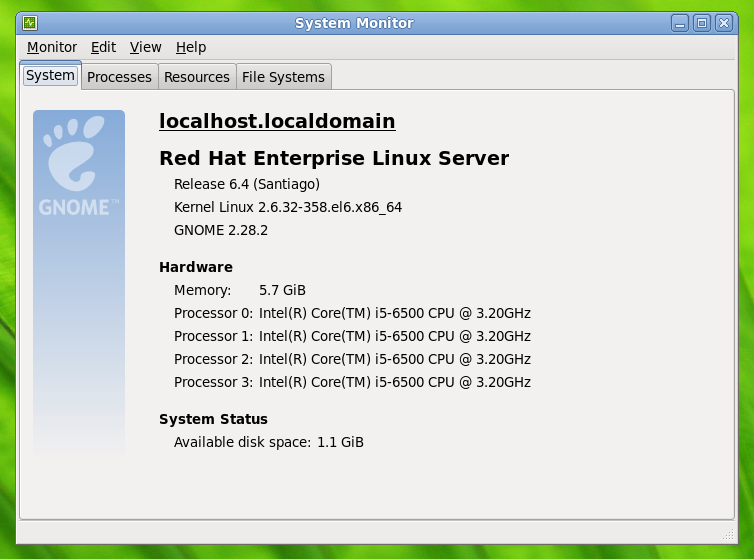 System Monitor
Monitor Edit View Help
System Processes Resources File Systems
localhost.localdomain
Red Hat Enterprise Linux Server
Release 6.4 (Santiago)
Kernel Linux 2.6.32-358.el6.x86_64
GNOME 2.28.2
GNOME™
Hardware
Memory: 5.7 GiB
Processor 0: Intel(R) Core(TM) i5-6500 CPU @ 3.20GHz
Processor 1: Intel(R) Core(TM) i5-6500 CPU @ 3.20GHz
Processor 2: Intel(R) Core(TM) i5-6500 CPU @ 3.20GHz
Processor 3: Intel(R) Core(TM) i5-6500 CPU @ 3.20GHz
System Status
Available disk space: 1.1 GiB